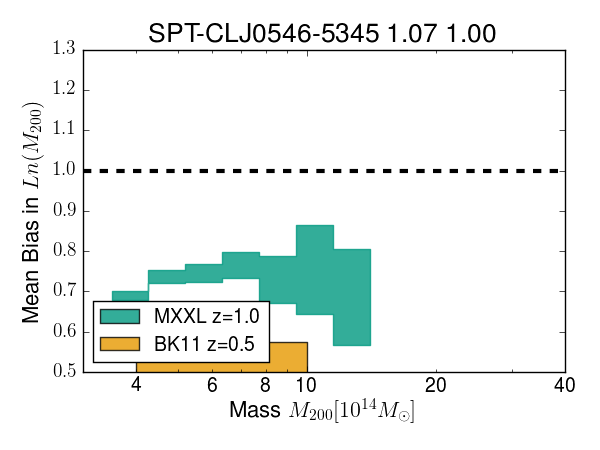 SPT-CLJ0546-5345 1.07 1.00
1.3
1.2
1.1
1.0
0.9
0.8
0.7
0.6
0.5
Mean Bias in Ln(M₂₀₀)
MXXL z=1.0
BK11 z=0.5
4 6 8 10 20 40
Mass M₂₀₀[10¹⁴M⊙]